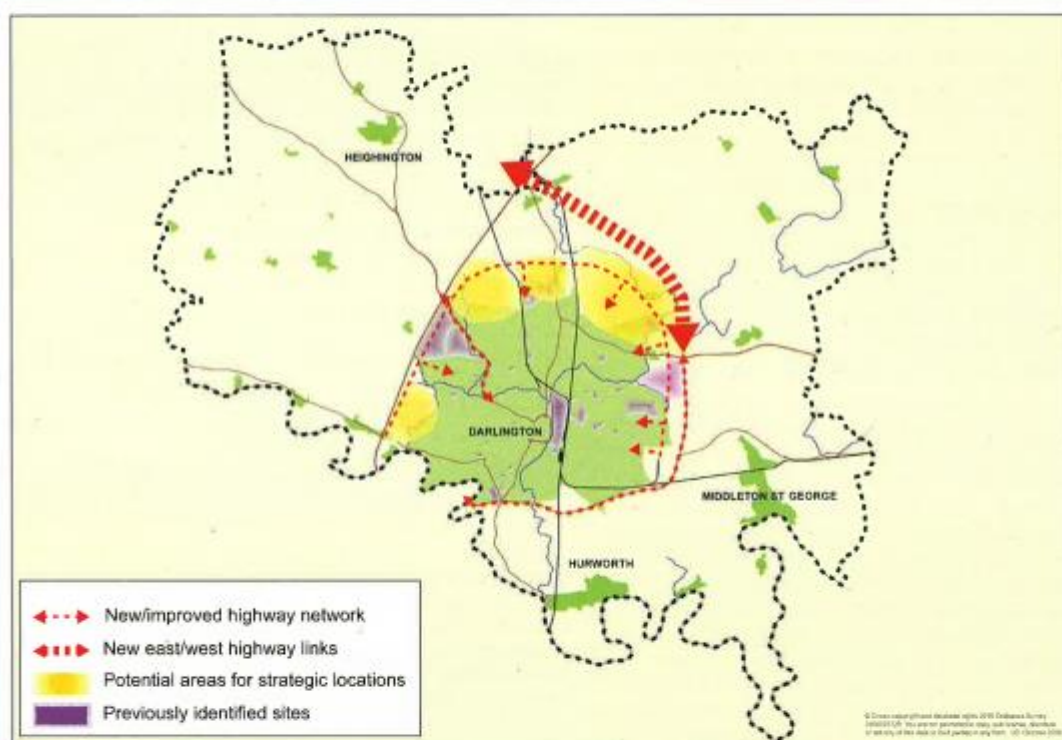 HEIGHINGTON
DARLINGTON
MIDDLETON ST GEORGE
HURWORTH
New/improved highway network
New east/west highway links
Potential areas for strategic locations
Previously identified sites